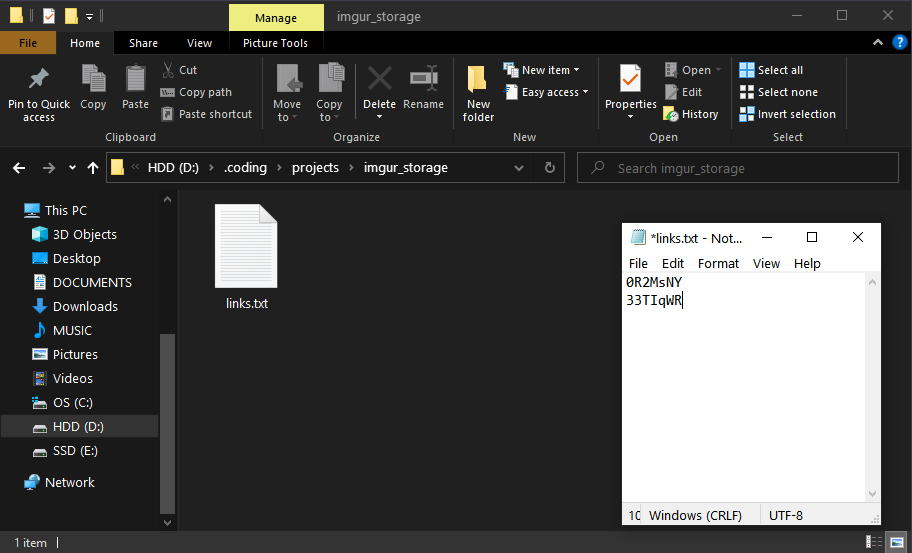 Manage
imgur_storage
File
Home
Share
View
Picture Tools
Pin to Quick access
Copy
Paste
Cut
Copy path
Paste shortcut
Clipboard
Move to
Copy to
Delete
Rename
Organize
New folder
New item
Easy access
New
Properties
Open
Edit
History
Open
Select all
Select none
Invert selection
Select
HDD (D:) › .coding › projects › imgur_storage
Search imgur_storage
This PC
3D Objects
Desktop
DOCUMENTS
Downloads
MUSIC
Pictures
Videos
OS (C:)
HDD (D:)
SSD (E:)
Network
links.txt
*links.txt - Not...
File Edit Format View Help
0R2MsNY
33TIqWR
10 Windows (CRLF) UTF-8
1 item